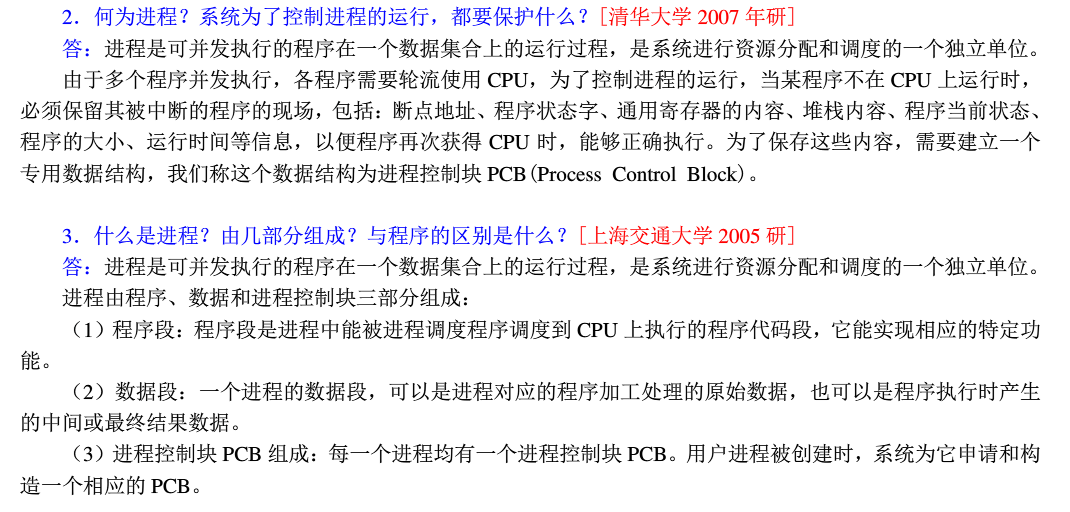 2．何为进程？系统为了控制进程的运行，都要保护什么？[清华大学 2007 年研]
答：进程是可并发执行的程序在一个数据集合上的运行过程，是系统进行资源分配和调度的一个独立单位。
由于多个程序并发执行，各程序需要轮流使用 CPU，为了控制进程的运行，当某程序不在 CPU 上运行时，
必须保留其被中断的程序的现场，包括：断点地址、程序状态字、通用寄存器的内容、堆栈内容、程序当前状态、
程序的大小、运行时间等信息，以便程序再次获得 CPU 时，能够正确执行。为了保存这些内容，需要建立一个
专用数据结构，我们称这个数据结构为进程控制块 PCB(Process Control Block)。
3．什么是进程？由几部分组成？与程序的区别是什么？[上海交通大学 2005 研]
答：进程是可并发执行的程序在一个数据集合上的运行过程，是系统进行资源分配和调度的一个独立单位。
进程由程序、数据和进程控制块三部分组成：
（1）程序段：程序段是进程中能被进程调度程序调度到 CPU 上执行的程序代码段，它能实现相应的特定功
能。
（2）数据段：一个进程的数据段，可以是进程对应的程序加工处理的原始数据，也可以是程序执行时产生
的中间或最终结果数据。
（3）进程控制块 PCB 组成：每一个进程均有一个进程控制块 PCB。用户进程被创建时，系统为它申请和构
造一个相应的 PCB。